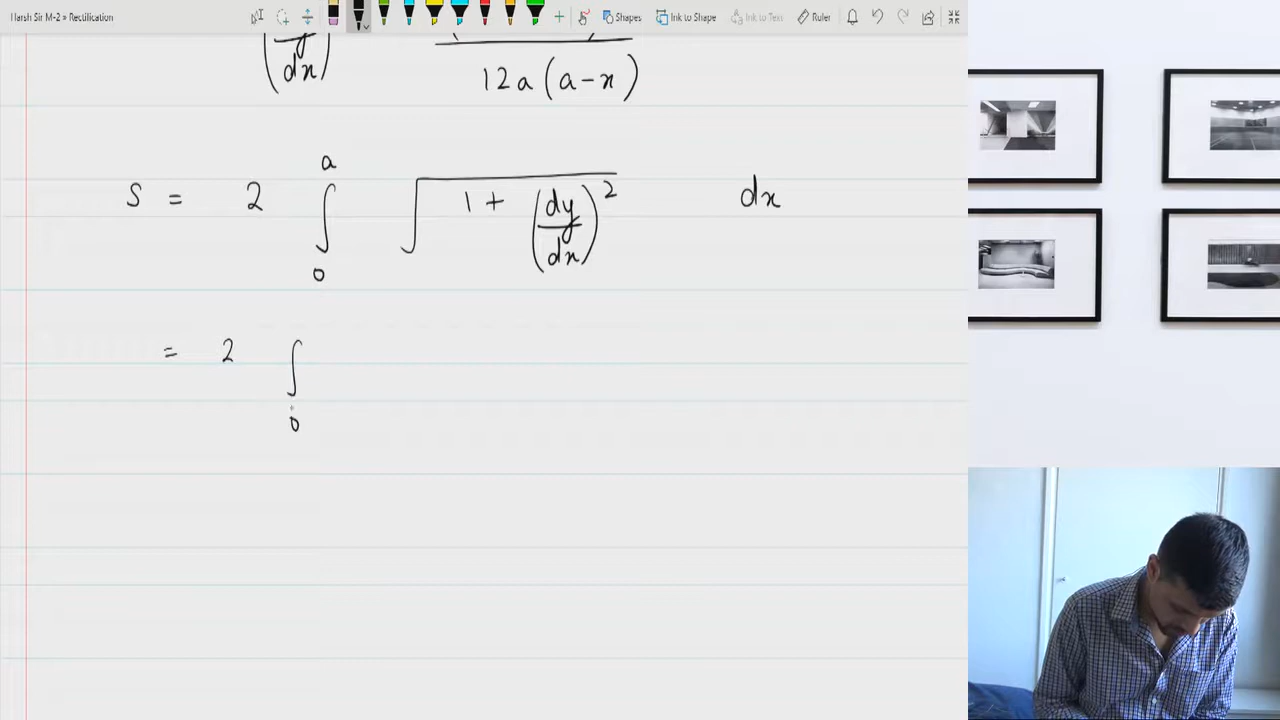 Harsh Sir M-2 » Rectification
Shapes Ink to Shape Ink to Text Ruler
dx
12a (a-x)
S = 2 ∫₀ᵃ √(1 + (dy/dx)²) dx
= 2 ∫₀